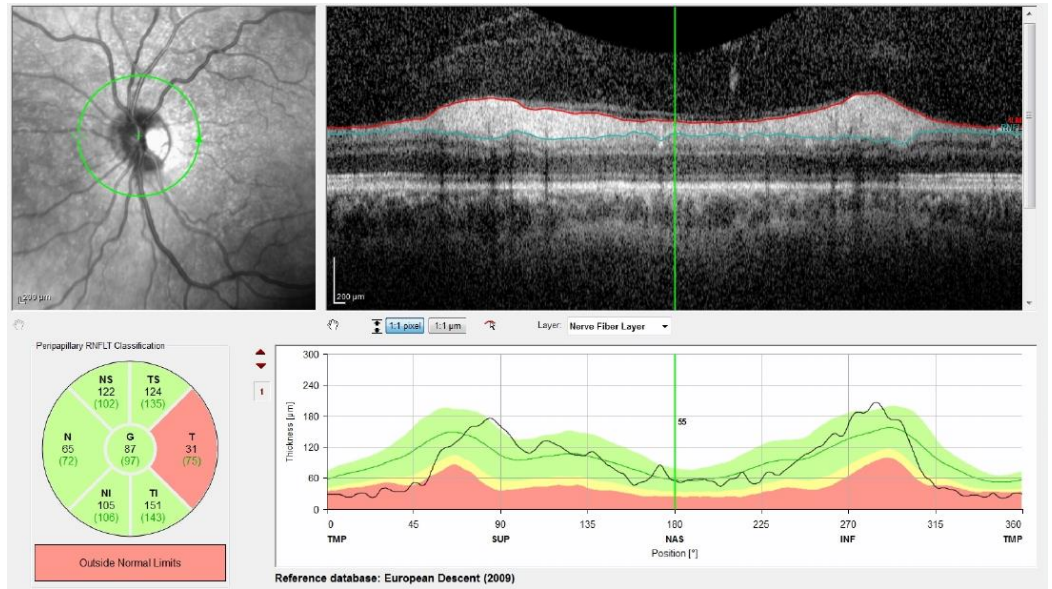 200 µm
ILM
200 µm
1:1 pixel 1:1 µm Layer: Nerve Fiber Layer
Peripapillary RNFLT Classification
NS
122
(102)
TS
124
(135)
N
65
(72)
G
87
(97)
T
31
(75)
NI
105
(106)
TI
151
(143)
Outside Normal Limits
1
Thickness [µm]
300
240
180
120
60
0
55
0 45 90 135 180 225 270 315 360
TMP SUP NAS INF TMP
Position [°]
Reference database: European Descent (2009)